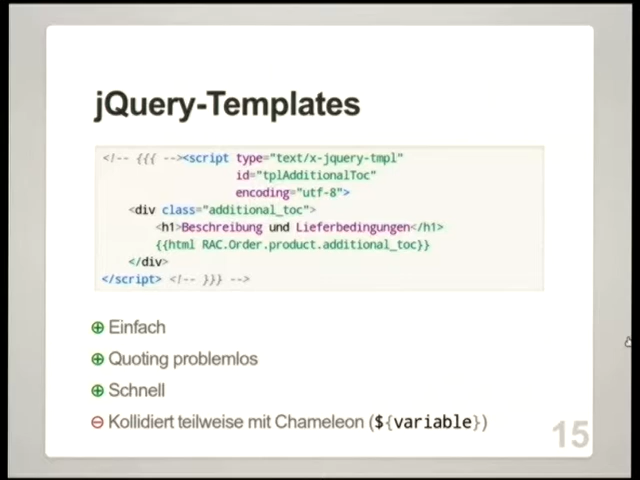 jQuery-Templates
<!-- {{{ --><script type="text/x-jquery-tmpl"
id="tplAdditionalToc"
encoding="utf-8">
<div class="additional_toc">
<h1>Beschreibung und Lieferbedingungen</h1>
{{html RAC.Order.product.additional_toc}}
</div>
</script> <!-- }}} -->
⊕ Einfach
⊕ Quoting problemlos
⊕ Schnell
⊖ Kollidiert teilweise mit Chameleon (${variable})
15